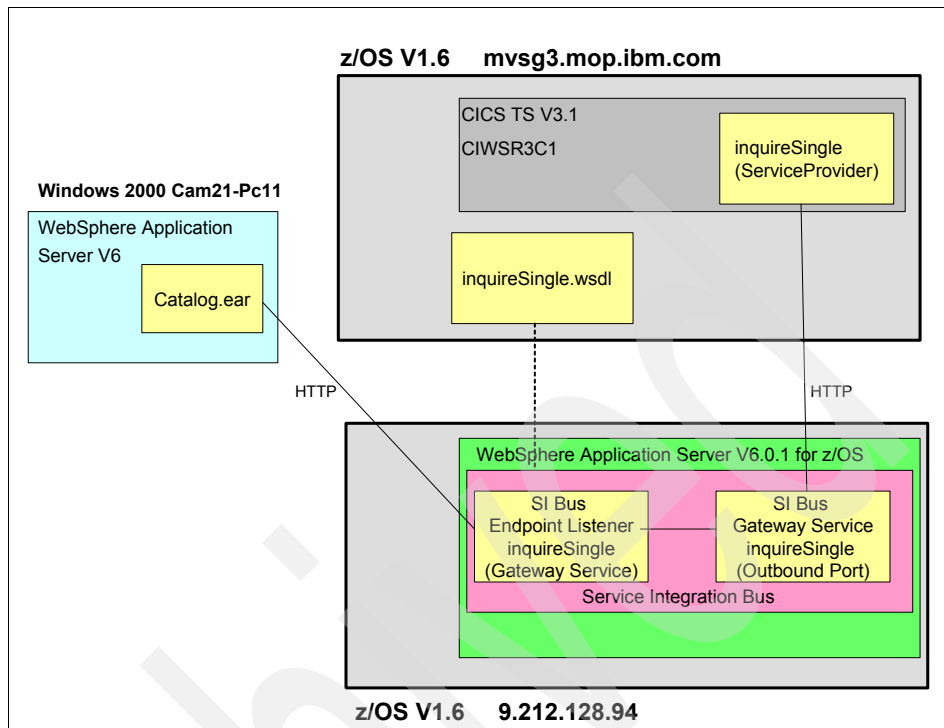 z/OS V1.6 mvsg3.mop.ibm.com
CICS TS V3.1
CIWSR3C1
inquireSingle
(ServiceProvider)
Windows 2000 Cam21-Pc11
WebSphere Application
Server V6
Catalog.ear
inquireSingle.wsdl
HTTP
HTTP
WebSphere Application Server V6.0.1 for z/OS
SI Bus
Endpoint Listener
inquireSingle
(Gateway Service)
SI Bus
Gateway Service
inquireSingle
(Outbound Port)
Service Integration Bus
z/OS V1.6 9.212.128.94